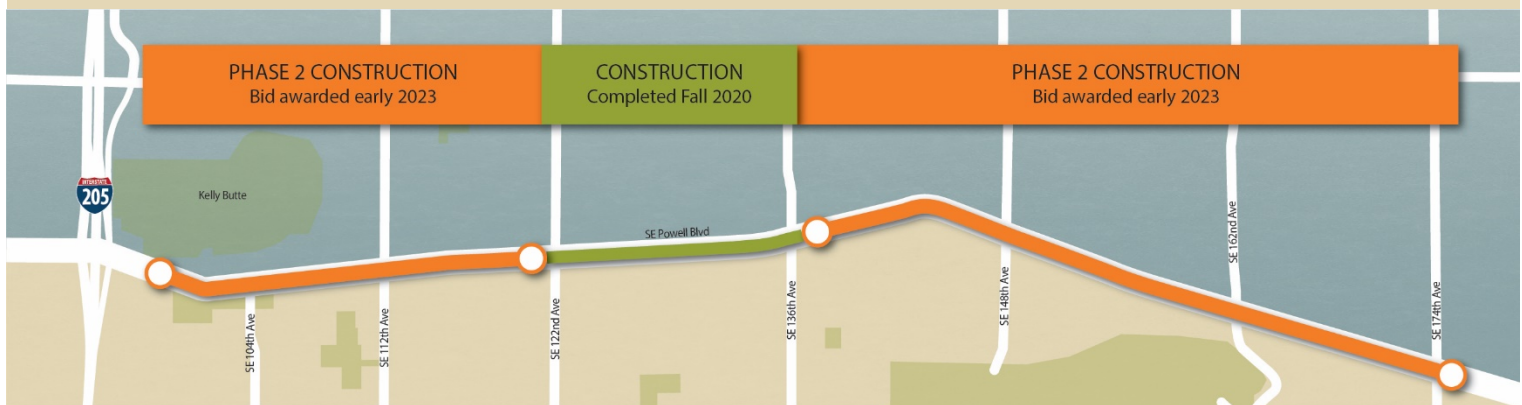 PHASE 2 CONSTRUCTION
Bid awarded early 2023
CONSTRUCTION
Completed Fall 2020
PHASE 2 CONSTRUCTION
Bid awarded early 2023
INTERSTATE
205
Kelly Butte
SE Powell Blvd
SE 104th Ave
SE 112th Ave
SE 122nd Ave
SE 136th Ave
SE 148th Ave
SE 162nd Ave
SE 174th Ave